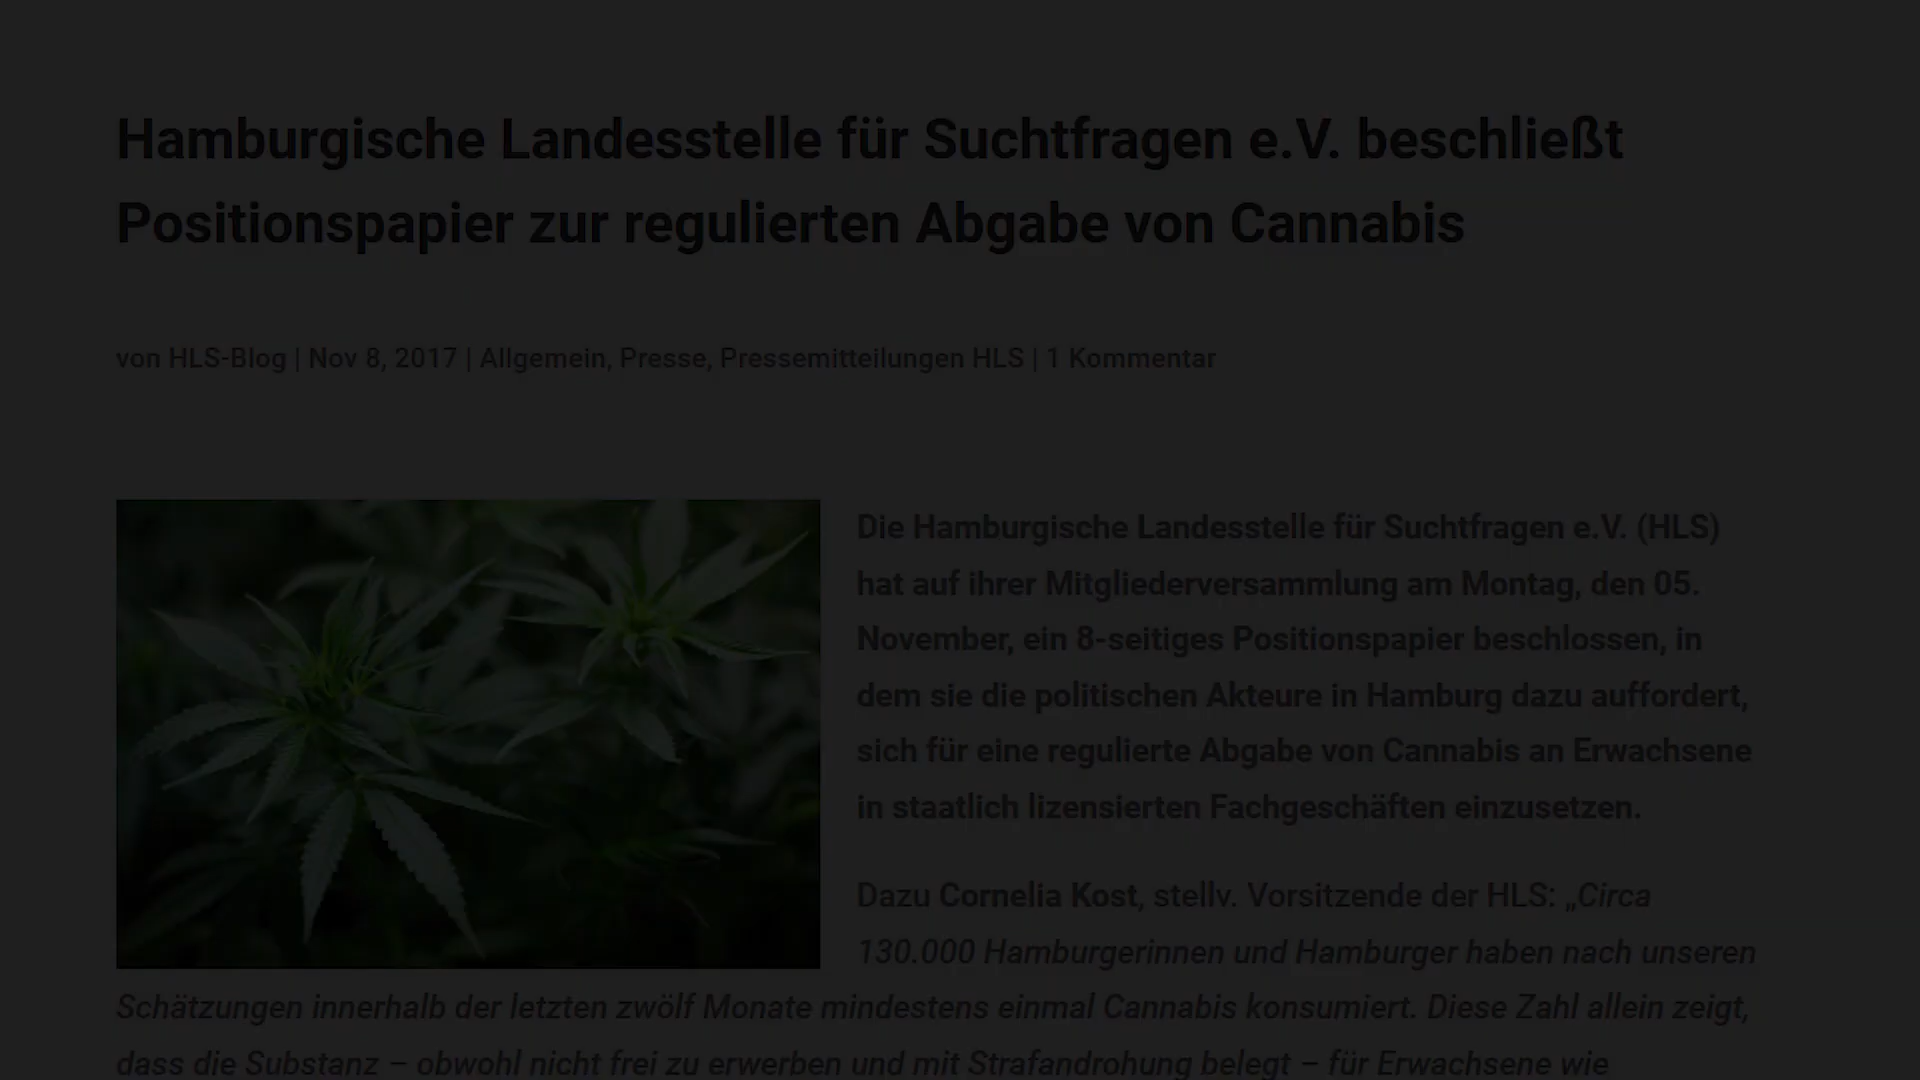 Hamburgische Landesstelle für Suchtfragen e.V. beschließt
Positionspapier zur regulierten Abgabe von Cannabis
von HLS-Blog | Nov 8, 2017 | Allgemein, Presse, Pressemitteilungen HLS | 1 Kommentar
Die Hamburgische Landesstelle für Suchtfragen e.V. (HLS)
hat auf ihrer Mitgliederversammlung am Montag, den 05.
November, ein 8-seitiges Positionspapier beschlossen, in
dem sie die politischen Akteure in Hamburg dazu auffordert,
sich für eine regulierte Abgabe von Cannabis an Erwachsene
in staatlich lizensierten Fachgeschäften einzusetzen.
Dazu Cornelia Kost, stellv. Vorsitzende der HLS: „Circa
130.000 Hamburgerinnen und Hamburger haben nach unseren
Schätzungen innerhalb der letzten zwölf Monate mindestens einmal Cannabis konsumiert. Diese Zahl allein zeigt,
dass die Substanz – obwohl nicht frei zu erwerben und mit Strafandrohung belegt – für Erwachsene wie